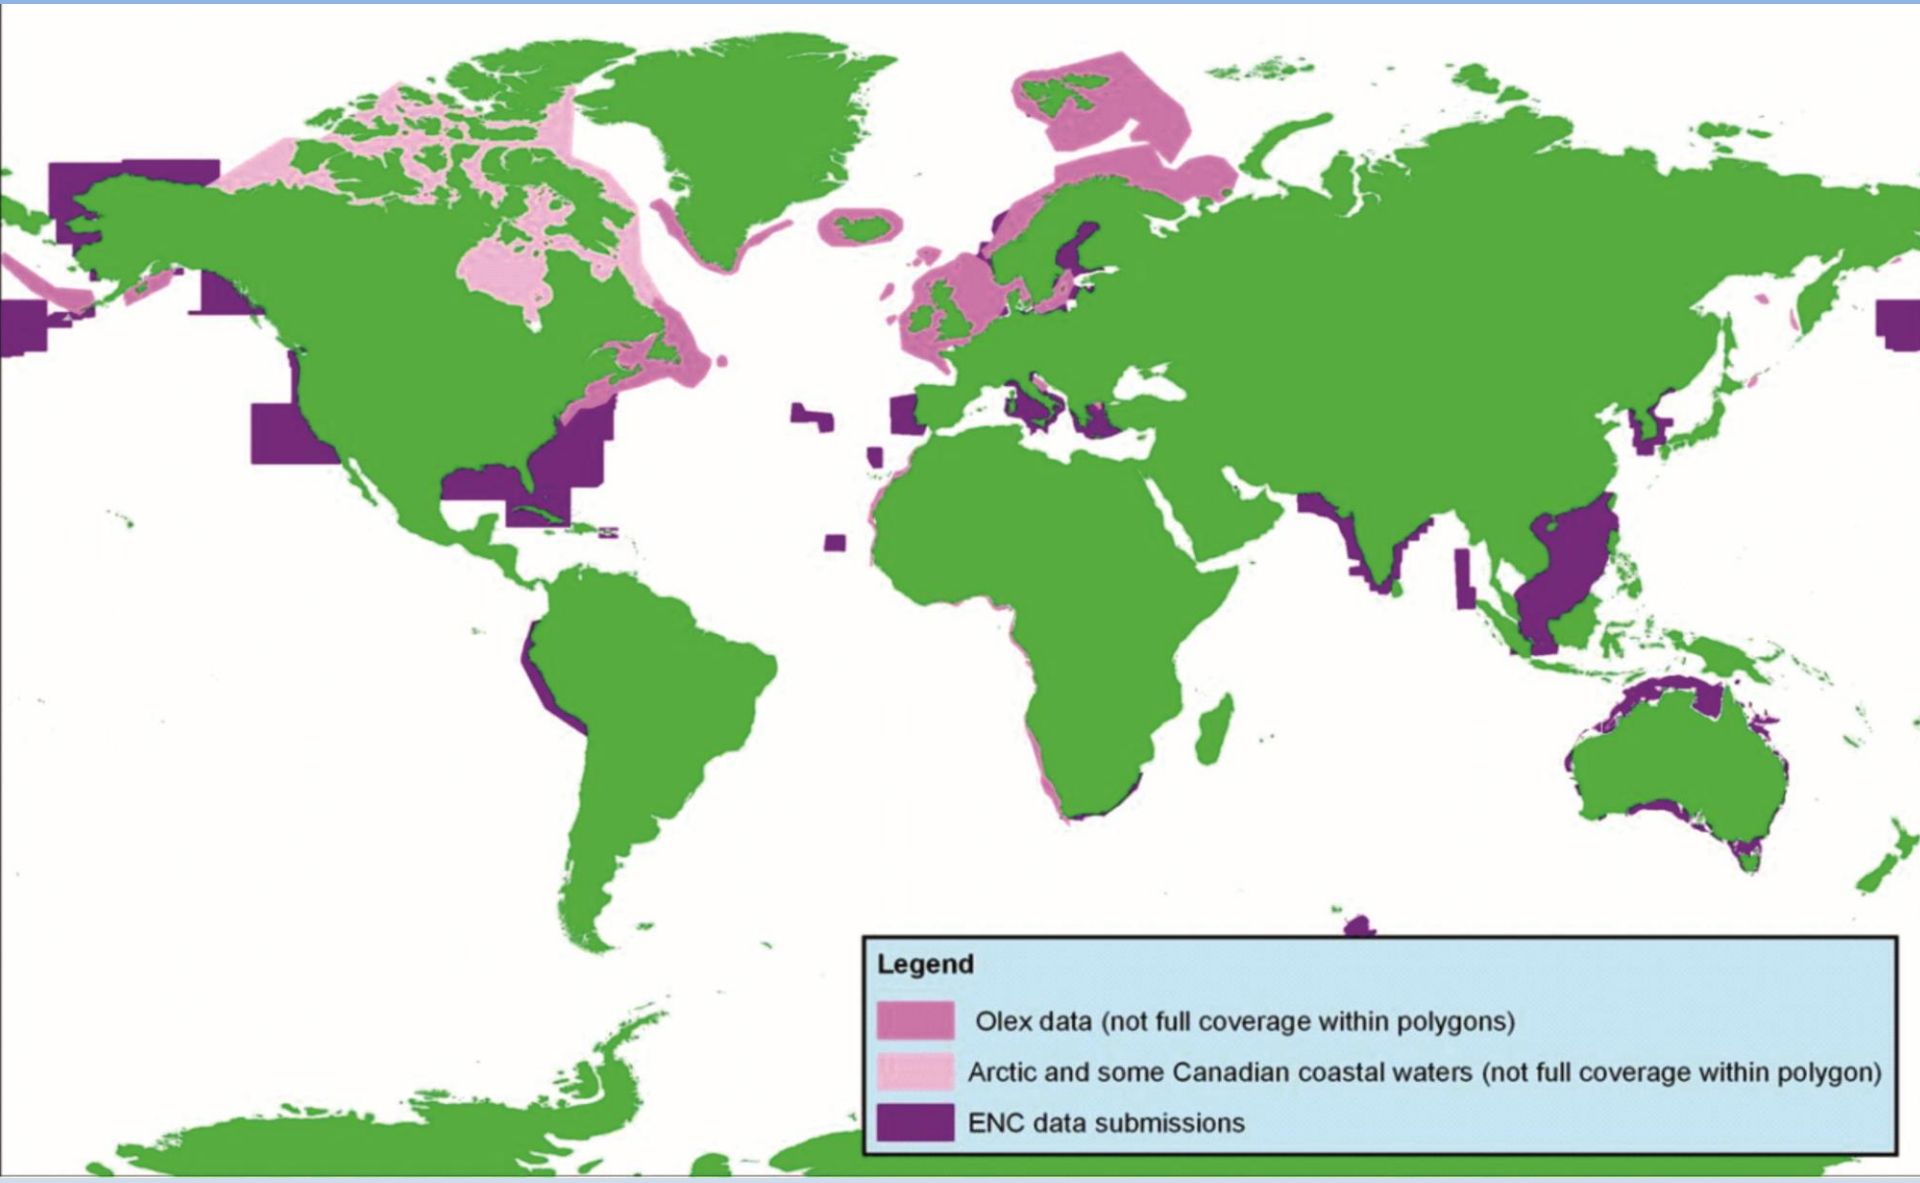 Legend
Olex data (not full coverage within polygons)
Arctic and some Canadian coastal waters (not full coverage within polygon)
ENC data submissions